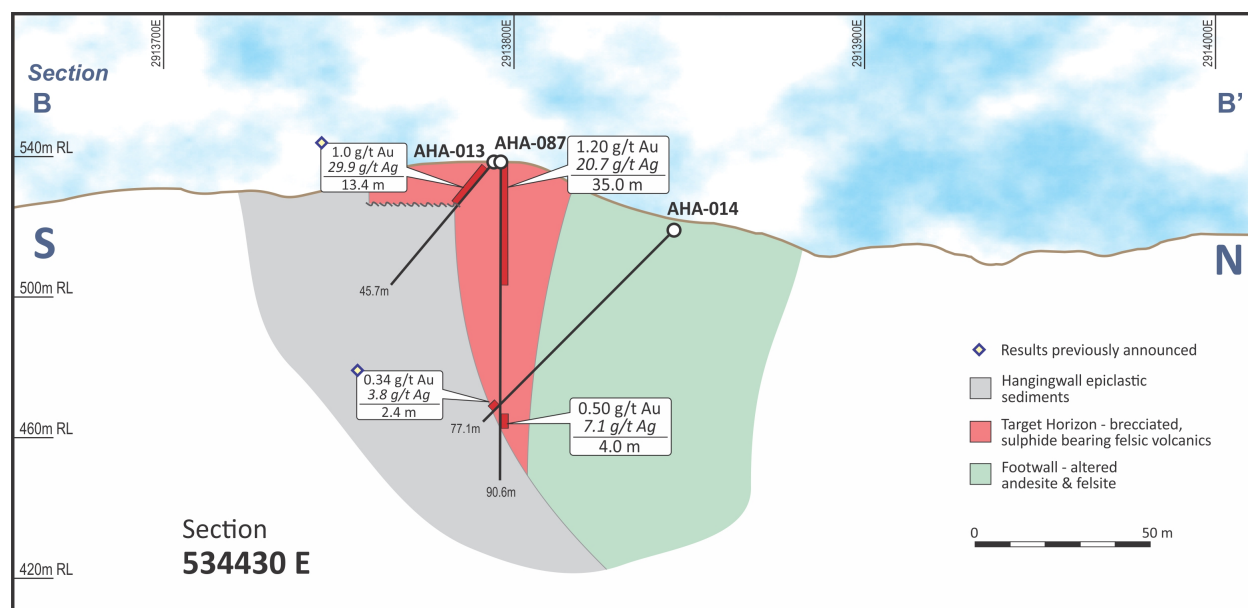 2913700E
2913800E
2913900E
2914000E
Section
B
B’
540m RL
500m RL
460m RL
420m RL
S
N
AHA-013
AHA-087
AHA-014
1.0 g/t Au
29.9 g/t Ag
13.4 m
1.20 g/t Au
20.7 g/t Ag
35.0 m
45.7m
0.34 g/t Au
3.8 g/t Ag
2.4 m
77.1m
0.50 g/t Au
7.1 g/t Ag
4.0 m
90.6m
Results previously announced
Hangingwall epiclastic
sediments
Target Horizon - brecciated,
sulphide bearing felsic volcanics
Footwall - altered
andesite & felsite
0
50 m
Section
534430 E